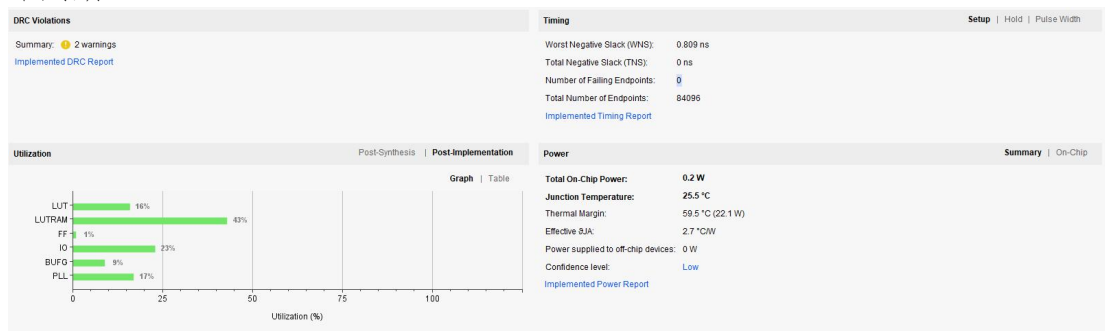 DRC Violations
Summary: 2 warnings
Implemented DRC Report
Timing Setup | Hold | Pulse Width
Worst Negative Slack (WNS): 0.809 ns
Total Negative Slack (TNS): 0 ns
Number of Failing Endpoints: 0
Total Number of Endpoints: 84096
Implemented Timing Report
Utilization Post-Synthesis | Post-Implementation
Graph | Table
LUT 16%
LUTRAM 43%
FF 1%
IO 23%
BUFG 9%
PLL 17%
0 25 50 75 100
Utilization (%)
Power Summary | On-Chip
Total On-Chip Power: 0.2 W
Junction Temperature: 25.5 °C
Thermal Margin: 59.5 °C (22.1 W)
Effective ϑJA: 2.7 °C/W
Power supplied to off-chip devices: 0 W
Confidence level: Low
Implemented Power Report